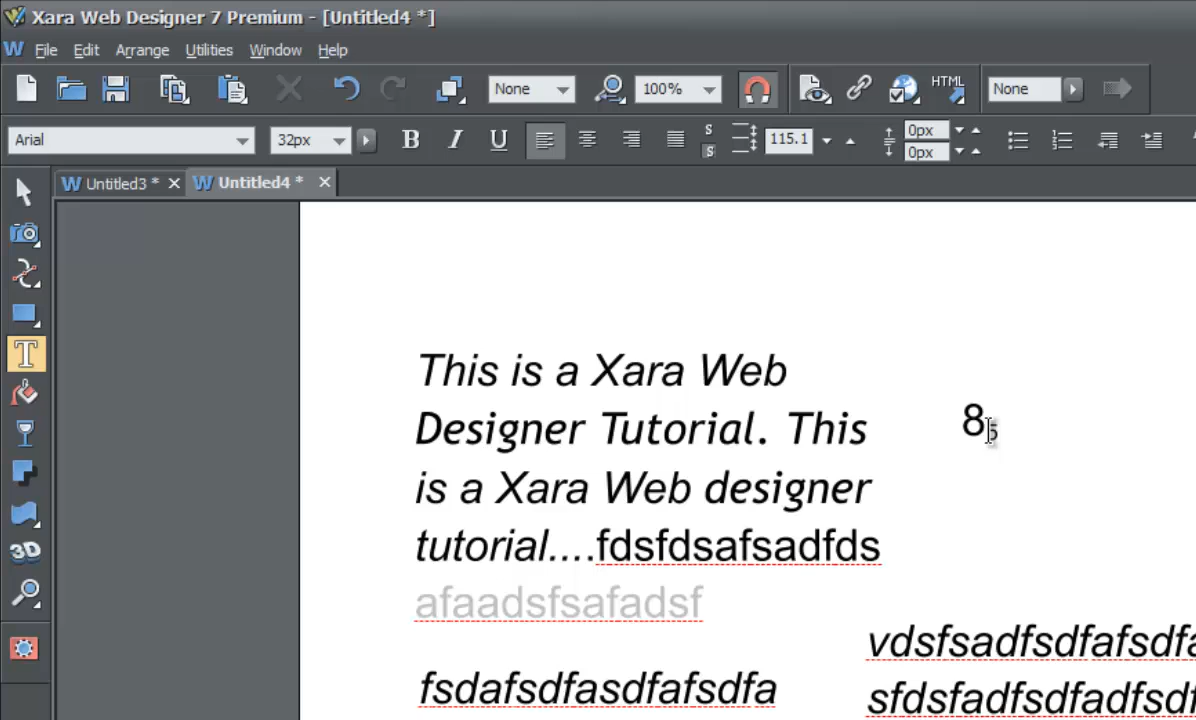 Xara Web Designer 7 Premium - [Untitled4 *]
File Edit Arrange Utilities Window Help
None 100% HTML None
Arial 32px B I U S S 115.1 0px
0px
Untitled3 * Untitled4 *
T
3D
This is a Xara Web
Designer Tutorial. This
is a Xara Web designer
tutorial....fdsfdsafsadfds
afaadsfsafadsf
fsdafsdfasdfafsdfa
85
vdsfsadfsdfafsdfa
sfdsfadfsdfadfsdf